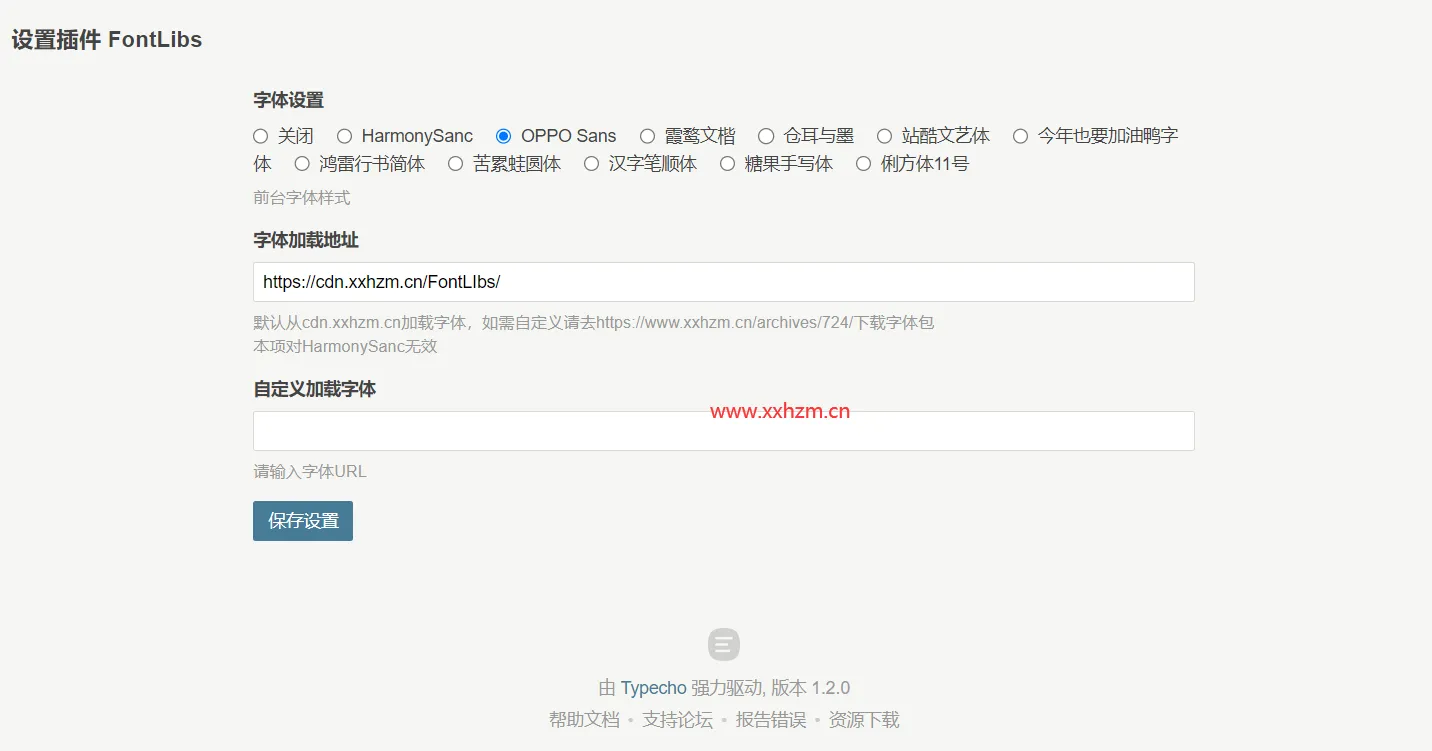 设置插件 FontLibs
字体设置
关闭 HarmonySanc OPPO Sans 霞鹜文楷 仓耳与墨 站酷文艺体 今年也要加油鸭字
体 鸿雷行书简体 苦累蛙圆体 汉字笔顺体 糖果手写体 俐方体11号
前台字体样式
字体加载地址
https://cdn.xxhzm.cn/FontLIbs/
默认从cdn.xxhzm.cn加载字体，如需自定义请去https://www.xxhzm.cn/archives/724/下载字体包
本项对HarmonySanc无效
自定义加载字体
www.xxhzm.cn
请输入字体URL
保存设置
由 Typecho 强力驱动, 版本 1.2.0
帮助文档 • 支持论坛 • 报告错误 • 资源下载